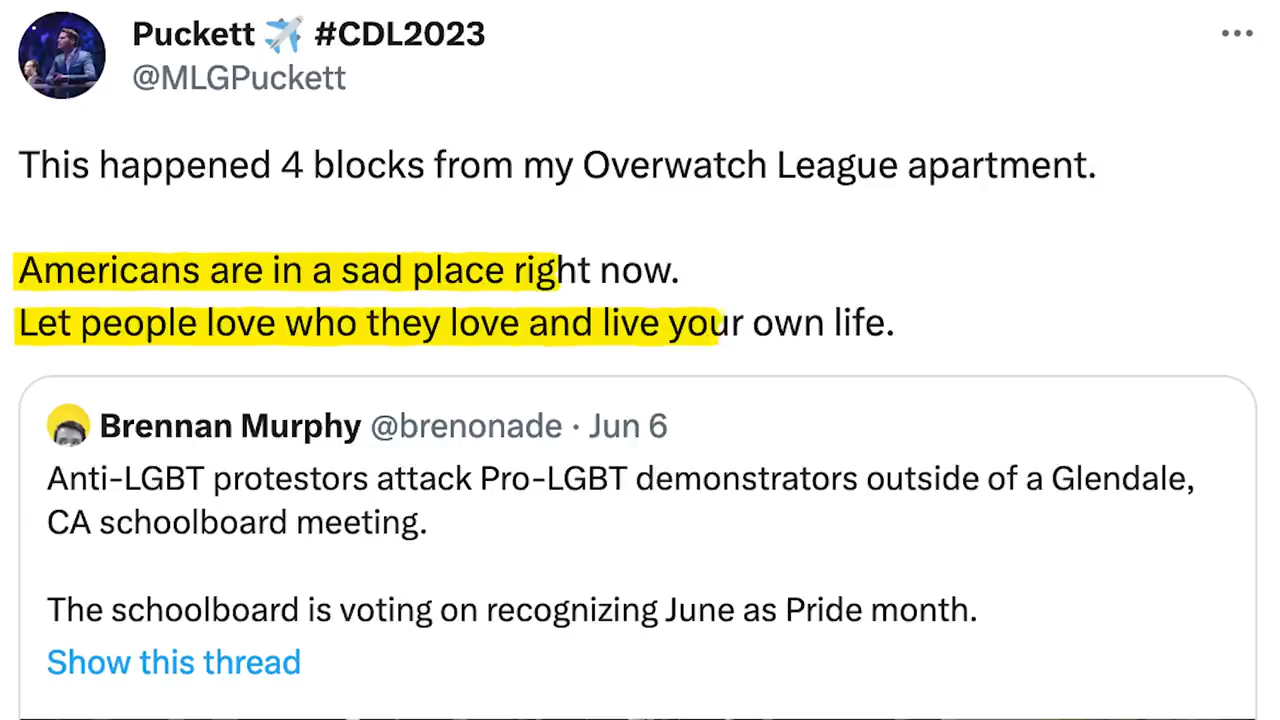 Puckett ✈️ #CDL2023
@MLGPuckett
This happened 4 blocks from my Overwatch League apartment.
Americans are in a sad place right now.
Let people love who they love and live your own life.
Brennan Murphy @brenonade · Jun 6
Anti-LGBT protestors attack Pro-LGBT demonstrators outside of a Glendale,
CA schoolboard meeting.
The schoolboard is voting on recognizing June as Pride month.
Show this thread